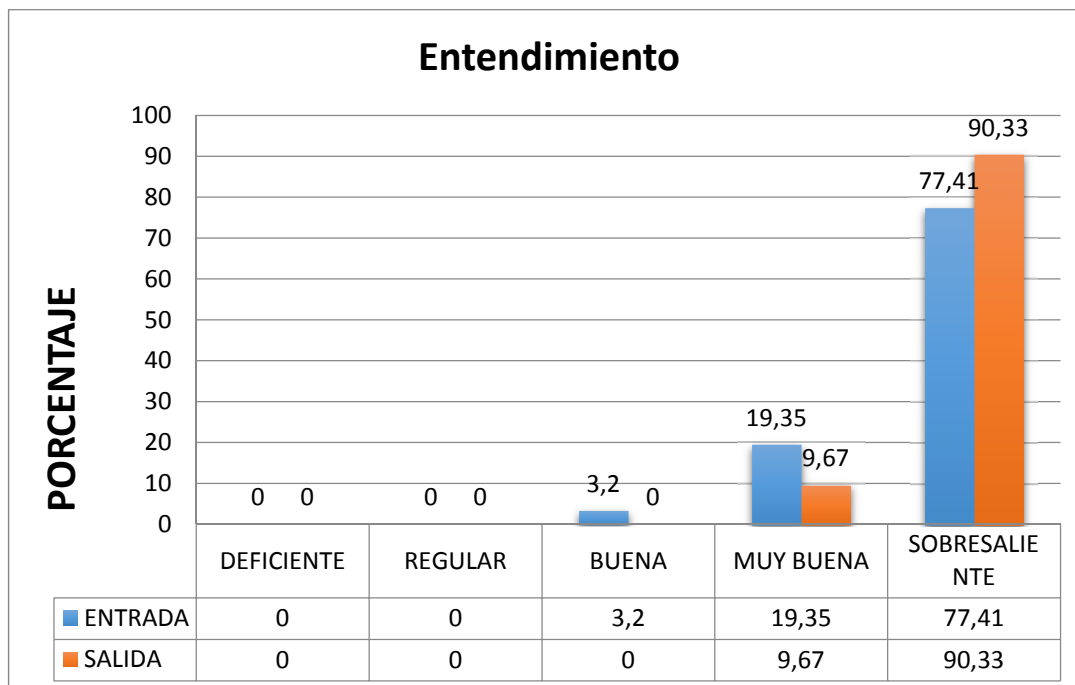 Entendimiento
PORCENTAJE
100
90
80
70
60
50
40
30
20
10
0
0 0
0 0
3,2 0
19,35 9,67
77,41 90,33
DEFICIENTE REGULAR BUENA MUY BUENA SOBRESALIE
NTE
ENTRADA 0 0 3,2 19,35 77,41
SALIDA 0 0 0 9,67 90,33